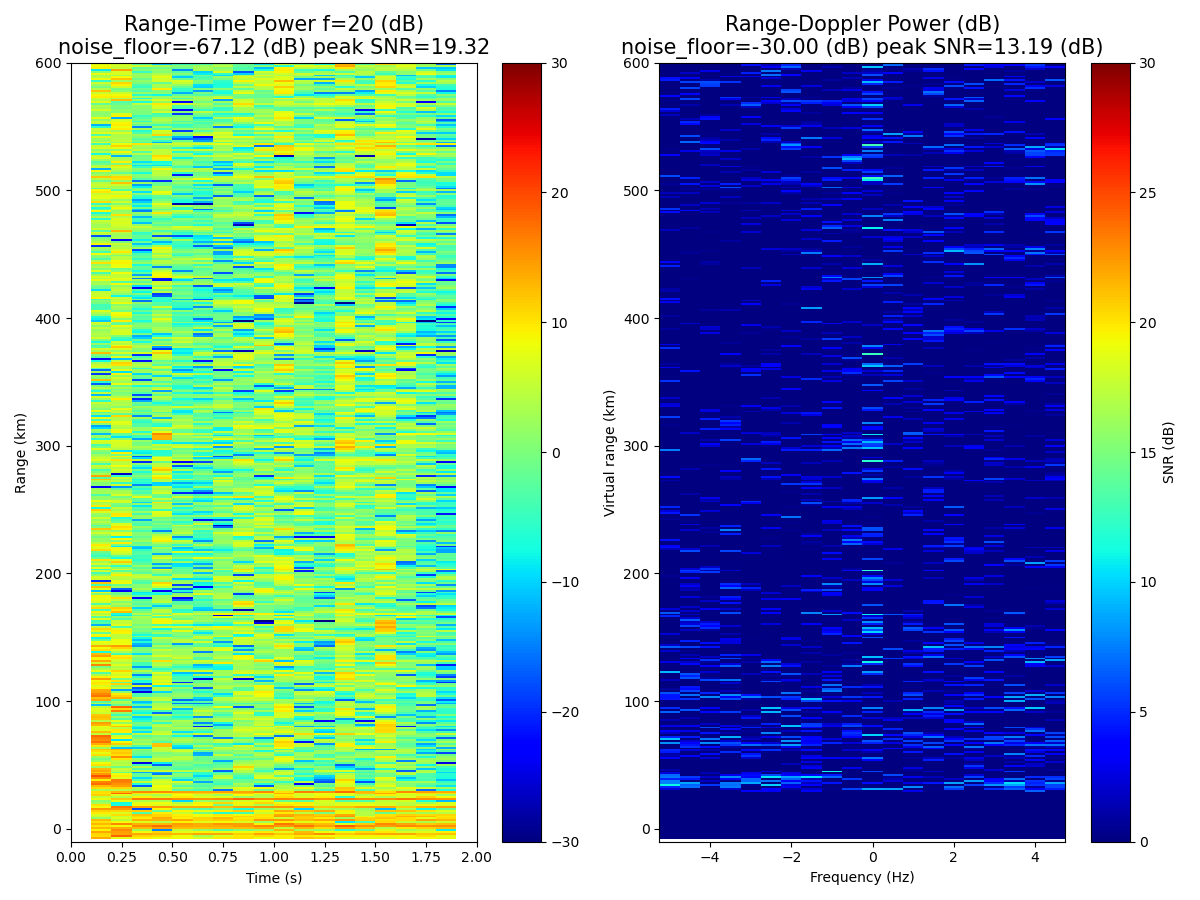 Range-Time Power f=20 (dB)
noise_floor=-67.12 (dB) peak SNR=19.32
Range (km)
600
500
400
300
200
100
0
0.00 0.25 0.50 0.75 1.00 1.25 1.50 1.75 2.00
Time (s)
30
20
10
0
−10
−20
−30
Range-Doppler Power (dB)
noise_floor=-30.00 (dB) peak SNR=13.19 (dB)
Virtual range (km)
600
500
400
300
200
100
0
−4 −2 0 2 4
Frequency (Hz)
30
25
20
15
10
5
0
SNR (dB)